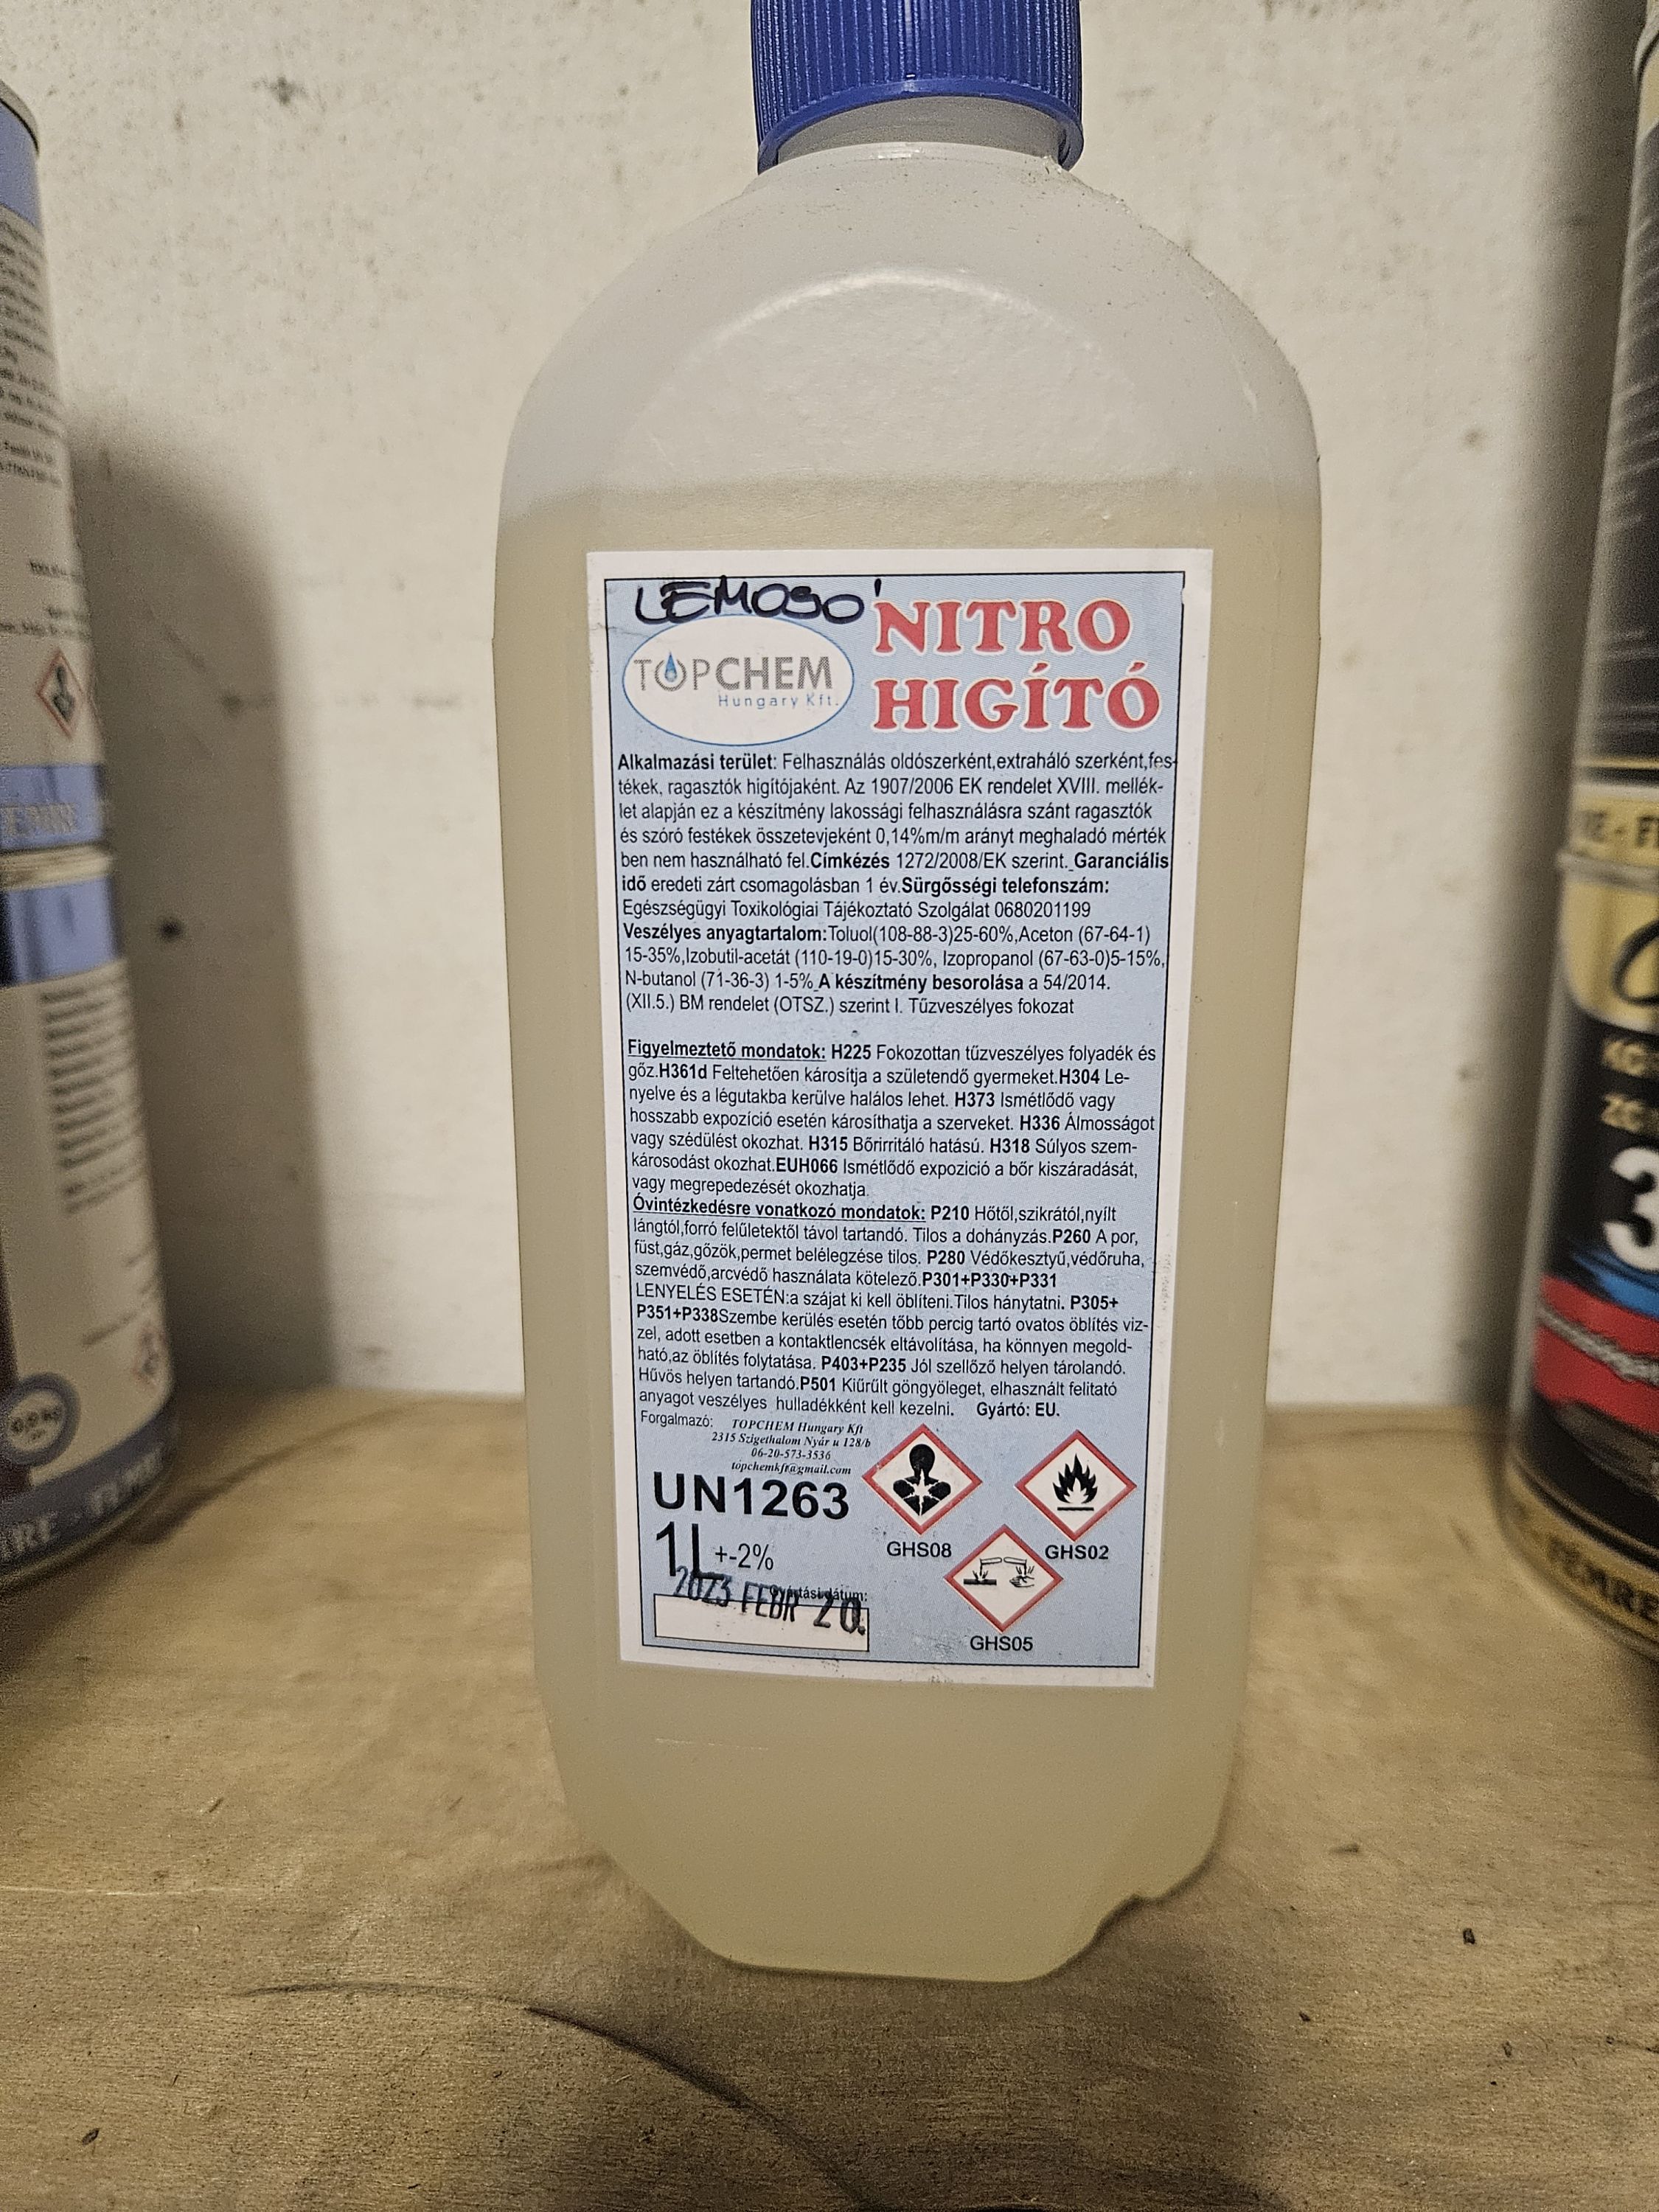 LEMOSÓ
NITRO
HIGÍTÓ
TOPCHEM
Hungary Kft.
Alkalmazási terület: Felhasználás oldószerként,extraháló szerként,fes-
tékek, ragasztók higítójaként. Az 1907/2006 EK rendelet XVIII. mellék-
let alapján ez a készítmény lakossági felhasználásra szánt ragasztók
és szóró festékek összetevjeként 0,14%m/m arányt meghaladó mérték
ben nem használható fel.Címkézés 1272/2008/EK szerint. Garanciális
idő eredeti zárt csomagolásban 1 év.Sürgősségi telefonszám:
Egészségügyi Toxikológiai Tájékoztató Szolgálat 0680201199
Veszélyes anyagtartalom:Toluol(108-88-3)25-60%,Aceton (67-64-1)
15-35%,Izobutil-acetát (110-19-0)15-30%, Izopropanol (67-63-0)5-15%,
N-butanol (71-36-3) 1-5% A készítmény besorolása a 54/2014.
(XII.5.) BM rendelet (OTSZ.) szerint I. Tűzveszélyes fokozat
Figyelmeztető mondatok: H225 Fokozottan tűzveszélyes folyadék és
gőz.H361d Feltehetően károsítja a születendő gyermeket.H304 Le-
nyelve és a légutakba kerülve halálos lehet. H373 Ismétlődő vagy
hosszabb expozíció esetén károsíthatja a szerveket. H336 Álmosságot
vagy szédülést okozhat. H315 Bőrirritáló hatású. H318 Súlyos szem-
károsodást okozhat.EUH066 Ismétlődő expozició a bőr kiszáradását,
vagy megrepedezését okozhatja.
Óvintézkedésre vonatkozó mondatok: P210 Hőtől,szikrától,nyílt
lángtól,forró felületektől távol tartandó. Tilos a dohányzás.P260 A por,
füst,gáz,gőzök,permet belélegzése tilos. P280 Védőkesztyű,védőruha,
szemvédő,arcvédő használata kötelező.P301+P330+P331
LENYELÉS ESETÉN:a szájat ki kell öblíteni.Tilos hánytatni. P305+
P351+P338Szembe kerülés esetén több percig tartó ovatos öblítés víz-
zel, adott esetben a kontaktlencsék eltávolítása, ha könnyen megold-
ható,az öblítés folytatása. P403+P235 Jól szellőző helyen tárolandó.
Hűvös helyen tartandó.P501 Kiűrűlt göngyöleget, elhasznált felitató
anyagot veszélyes hulladékként kell kezelni. Gyártó: EU.
Forgalmazó: TOPCHEM Hungary Kft
2315 Szigethalom Nyár u 128/b
06-20-573-3536
topchemkft@gmail.com
UN1263
1L +-2%
Gyártási dátum:
2023 FEBR 20.
GHS08
GHS02
GHS05
3